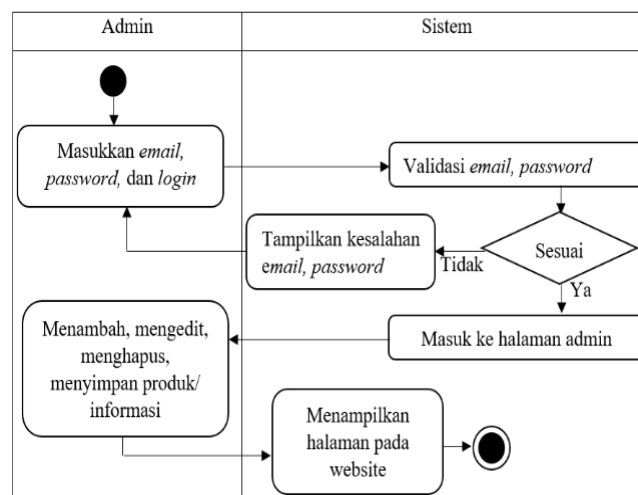 Admin
Sistem
Masukkan email,
password, dan login
Validasi email, password
Sesuai
Tidak
Tampilkan kesalahan
email, password
Ya
Masuk ke halaman admin
Menambah, mengedit,
menghapus,
menyimpan produk/
informasi
Menampilkan
halaman pada
website